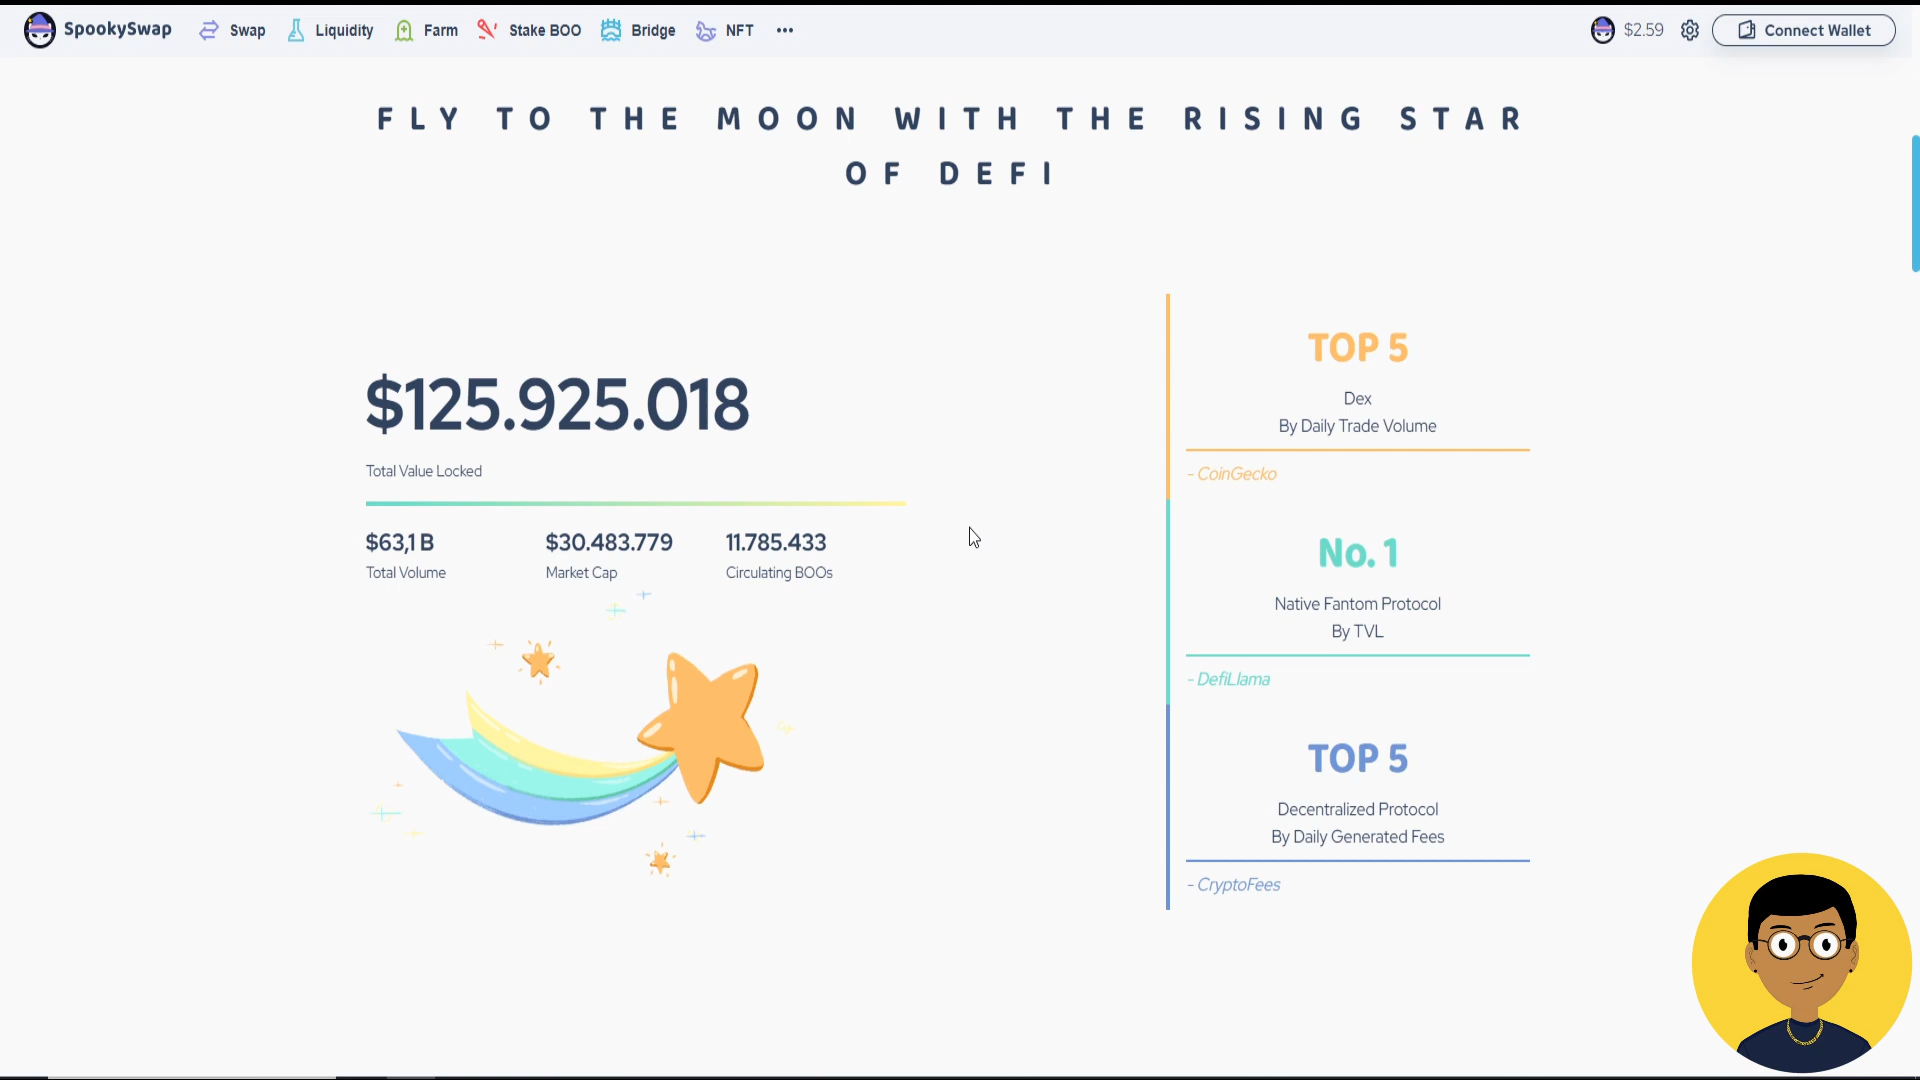 SpookySwap
Swap
Liquidity
Farm
Stake BOO
Bridge
NFT
$2.59
Connect Wallet
FLY TO THE MOON WITH THE RISING STAR
OF DEFI
$125.925.018
Total Value Locked
$63,1 B
$30.483.779
11.785.433
Total Volume
Market Cap
Circulating BOOs
TOP 5
Dex
By Daily Trade Volume
- CoinGecko
No. 1
Native Fantom Protocol
By TVL
- DefiLlama
TOP 5
Decentralized Protocol
By Daily Generated Fees
- CryptoFees